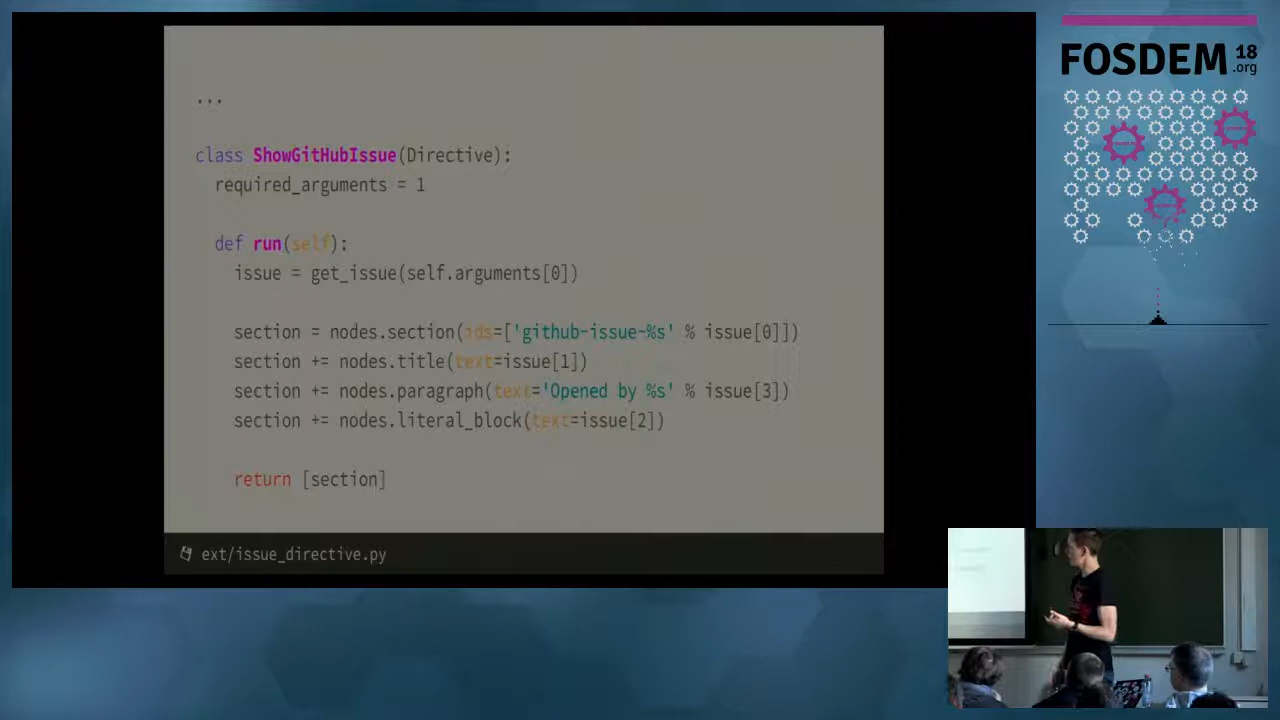 ...
class ShowGitHubIssue(Directive):
required_arguments = 1
def run(self):
issue = get_issue(self.arguments[0])
section = nodes.section(ids=['github-issue-%s' % issue[0]])
section += nodes.title(text=issue[1])
section += nodes.paragraph(text='Opened by %s' % issue[3])
section += nodes.literal_block(text=issue[2])
return [section]
ext/issue_directive.py
FOSDEM 18
.org